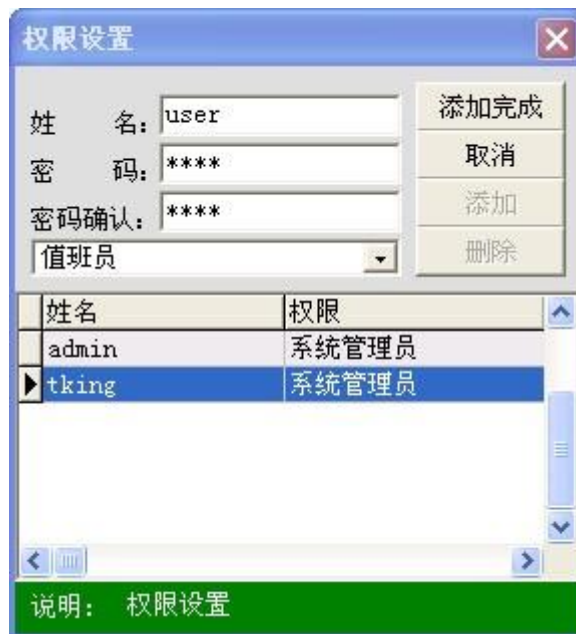 权限设置
姓 名: user
密 码: ****
密码确认: ****
值班员
添加完成
取消
添加
删除
姓名 权限
admin 系统管理员
tking 系统管理员
说明: 权限设置